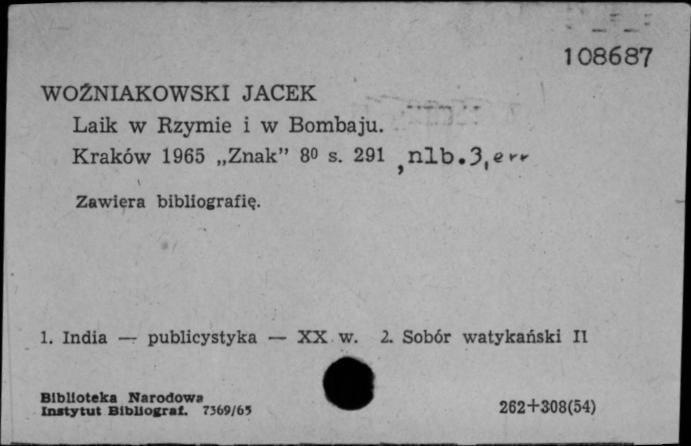 108687
WOŹNIAKOWSKI JACEK
Laik w Rzymie i w Bombaju.
Kraków 1965 „Znak” 8⁰ s. 291 , nlb.3, err
Zawiera bibliografię.
1. India — publicystyka — XX w. 2. Sobór watykański II
Biblioteka Narodowa
Instytut Bibliograf. 7369/65
262+308(54)